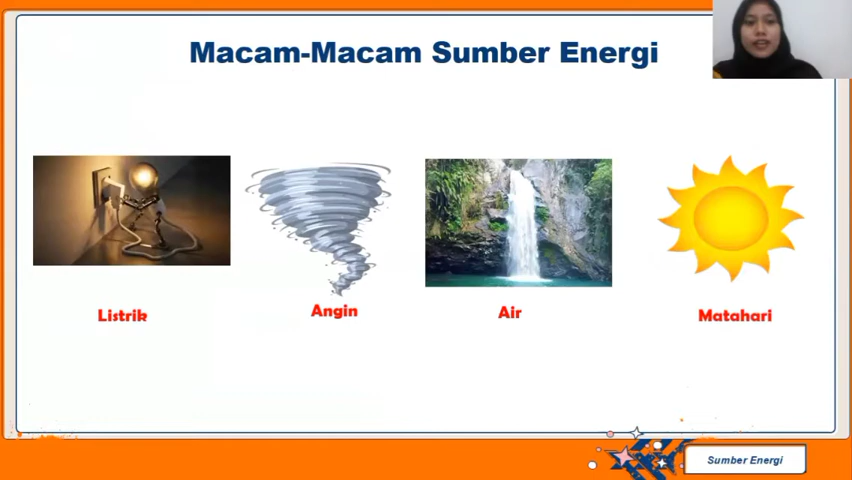 Macam-Macam Sumber Energi
Listrik
Angin
Air
Matahari
Sumber Energi